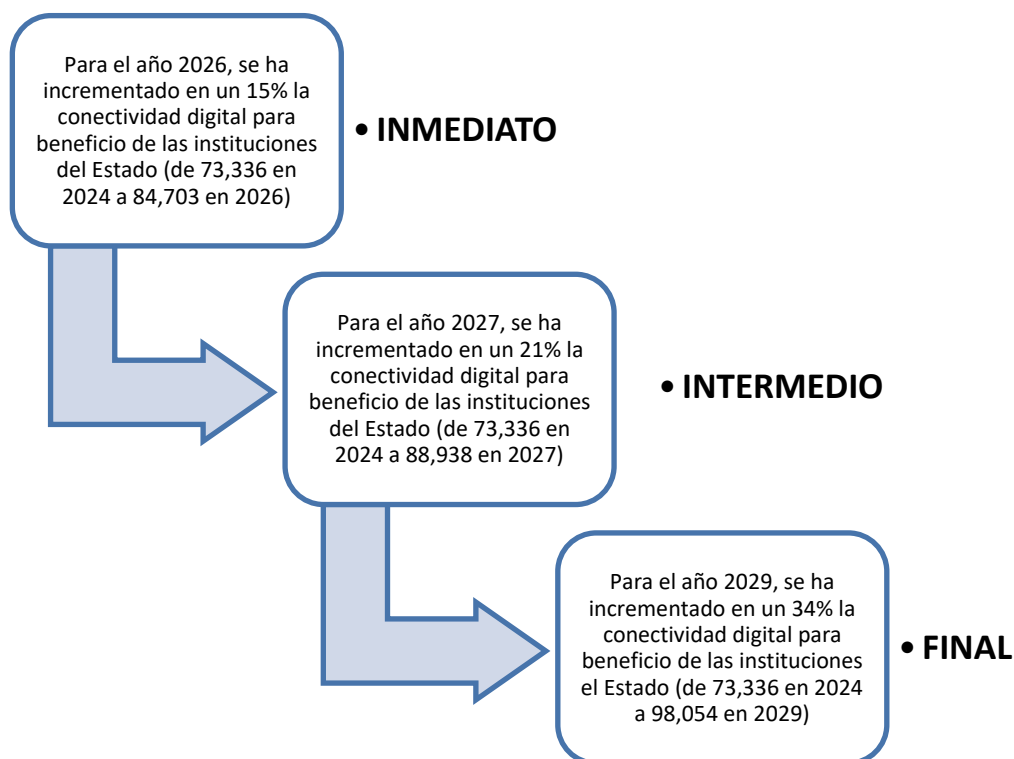 Para el año 2026, se ha
incrementado en un 15% la
conectividad digital para
beneficio de las instituciones
del Estado (de 73,336 en
2024 a 84,703 en 2026)
• INMEDIATO
Para el año 2027, se ha
incrementado en un 21% la
conectividad digital para
beneficio de las instituciones
del Estado (de 73,336 en
2024 a 88,938 en 2027)
• INTERMEDIO
Para el año 2029, se ha
incrementado en un 34% la
conectividad digital para
beneficio de las instituciones
el Estado (de 73,336 en 2024
a 98,054 en 2029)
• FINAL